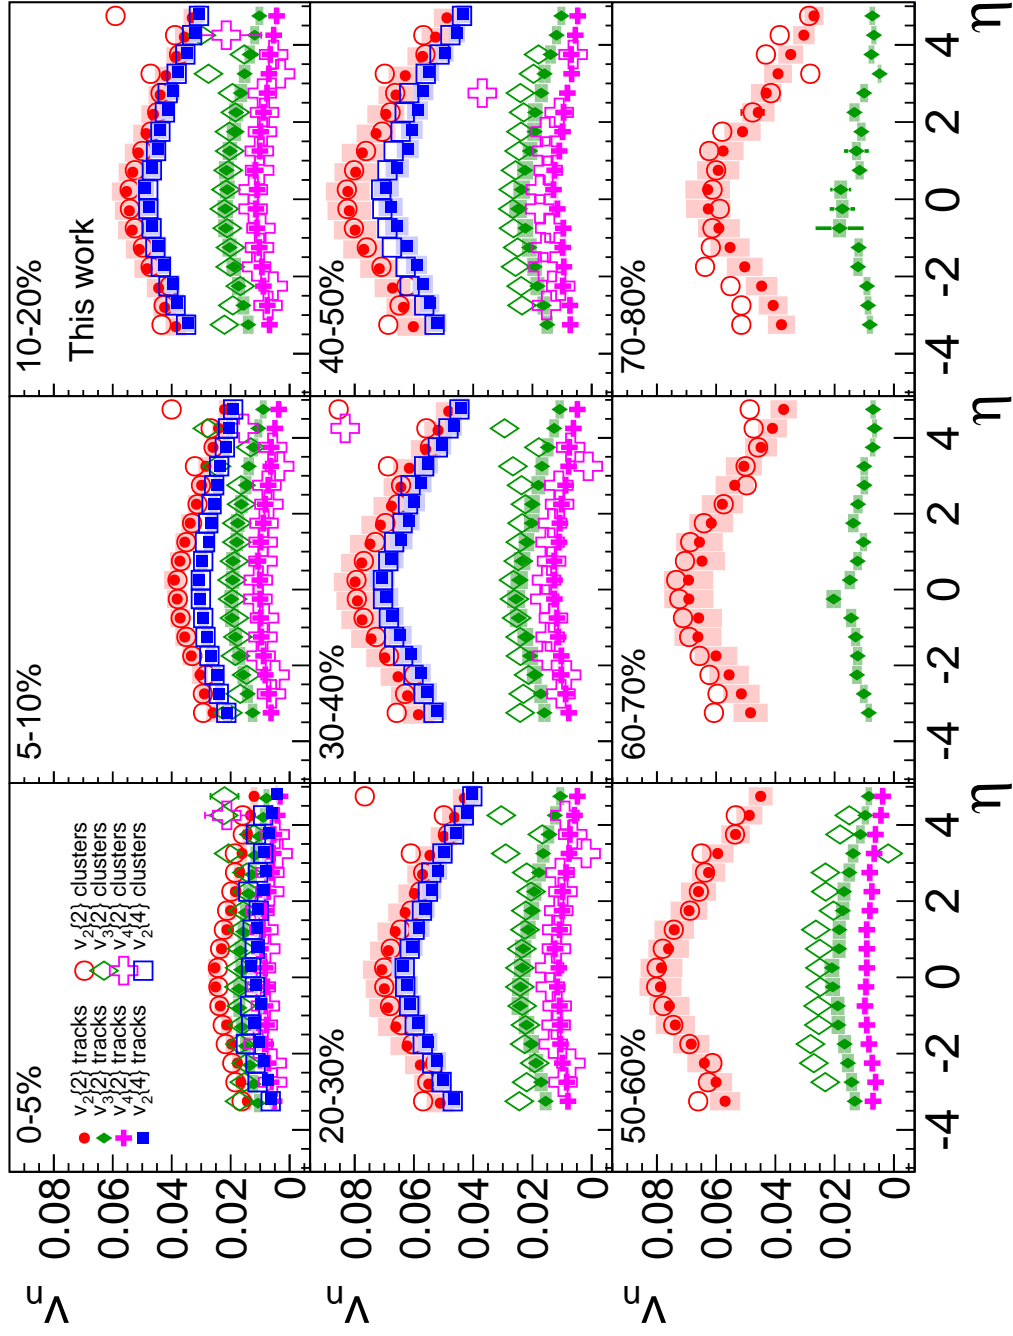 v_n
0.08
0.06
0.04
0.02
0
0-5%
v₂{2} tracks
v₃{2} tracks
v₄{2} tracks
v₂{4} tracks
v₂{2} clusters
v₃{2} clusters
v₄{2} clusters
v₂{4} clusters
5-10%
10-20%
This work
v_n
0.08
0.06
0.04
0.02
0
20-30%
30-40%
40-50%
v_n
0.08
0.06
0.04
0.02
0
50-60%
60-70%
70-80%
-4 -2 0 2 4
η
-4 -2 0 2 4
η
-4 -2 0 2 4
η